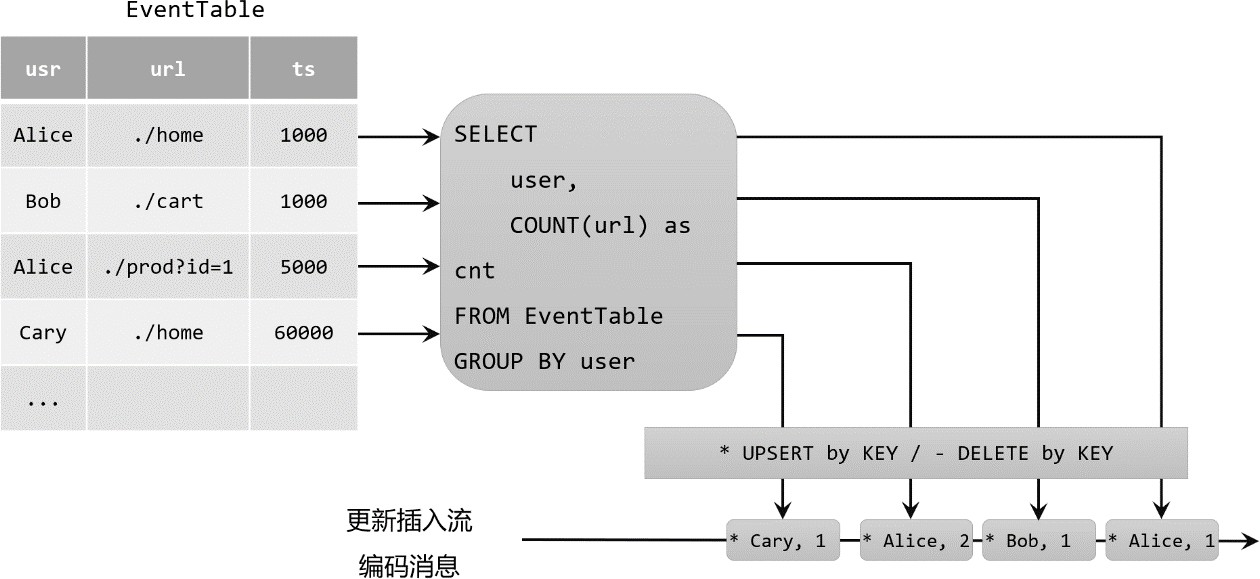 EventTable
usr url ts
Alice ./home 1000
Bob ./cart 1000
Alice ./prod?id=1 5000
Cary ./home 60000
...
SELECT
user,
COUNT(url) as
cnt
FROM EventTable
GROUP BY user
* UPSERT by KEY / - DELETE by KEY
更新插入流
编码消息
* Cary, 1
* Alice, 2
* Bob, 1
* Alice, 1